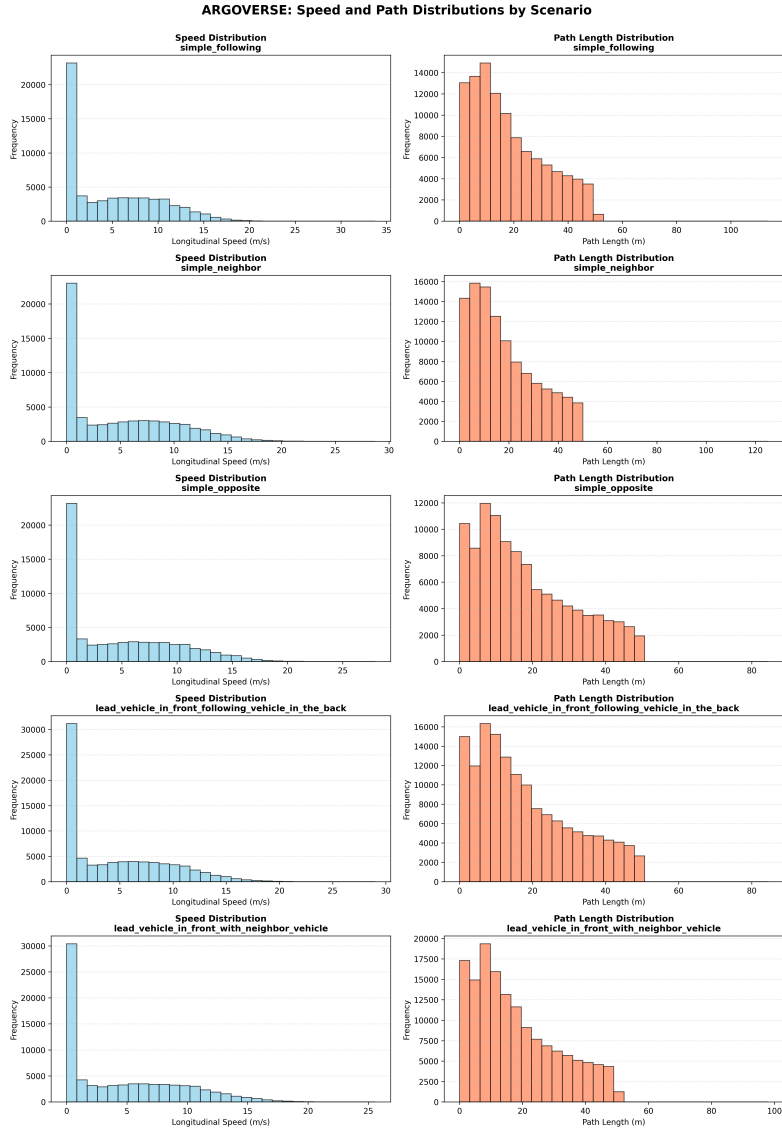 ARGOVERSE: Speed and Path Distributions by Scenario
Speed Distribution
simple_following
Frequency
20000
15000
10000
5000
0
0 5 10 15 20 25 30 35
Longitudinal Speed (m/s)
Path Length Distribution
simple_following
Frequency
14000
12000
10000
8000
6000
4000
2000
0
0 20 40 60 80 100
Path Length (m)
Speed Distribution
simple_neighbor
Frequency
20000
15000
10000
5000
0
0 5 10 15 20 25 30
Longitudinal Speed (m/s)
Path Length Distribution
simple_neighbor
Frequency
16000
14000
12000
10000
8000
6000
4000
2000
0
0 20 40 60 80 100 120
Path Length (m)
Speed Distribution
simple_opposite
Frequency
20000
15000
10000
5000
0
0 5 10 15 20 25
Longitudinal Speed (m/s)
Path Length Distribution
simple_opposite
Frequency
12000
10000
8000
6000
4000
2000
0
0 20 40 60 80
Path Length (m)
Speed Distribution
lead_vehicle_in_front_following_vehicle_in_the_back
Frequency
30000
25000
20000
15000
10000
5000
0
0 5 10 15 20 25 30
Longitudinal Speed (m/s)
Path Length Distribution
lead_vehicle_in_front_following_vehicle_in_the_back
Frequency
16000
14000
12000
10000
8000
6000
4000
2000
0
0 20 40 60 80
Path Length (m)
Speed Distribution
lead_vehicle_in_front_with_neighbor_vehicle
Frequency
30000
25000
20000
15000
10000
5000
0
0 5 10 15 20 25
Longitudinal Speed (m/s)
Path Length Distribution
lead_vehicle_in_front_with_neighbor_vehicle
Frequency
20000
17500
15000
12500
10000
7500
5000
2500
0
0 20 40 60 80 100
Path Length (m)